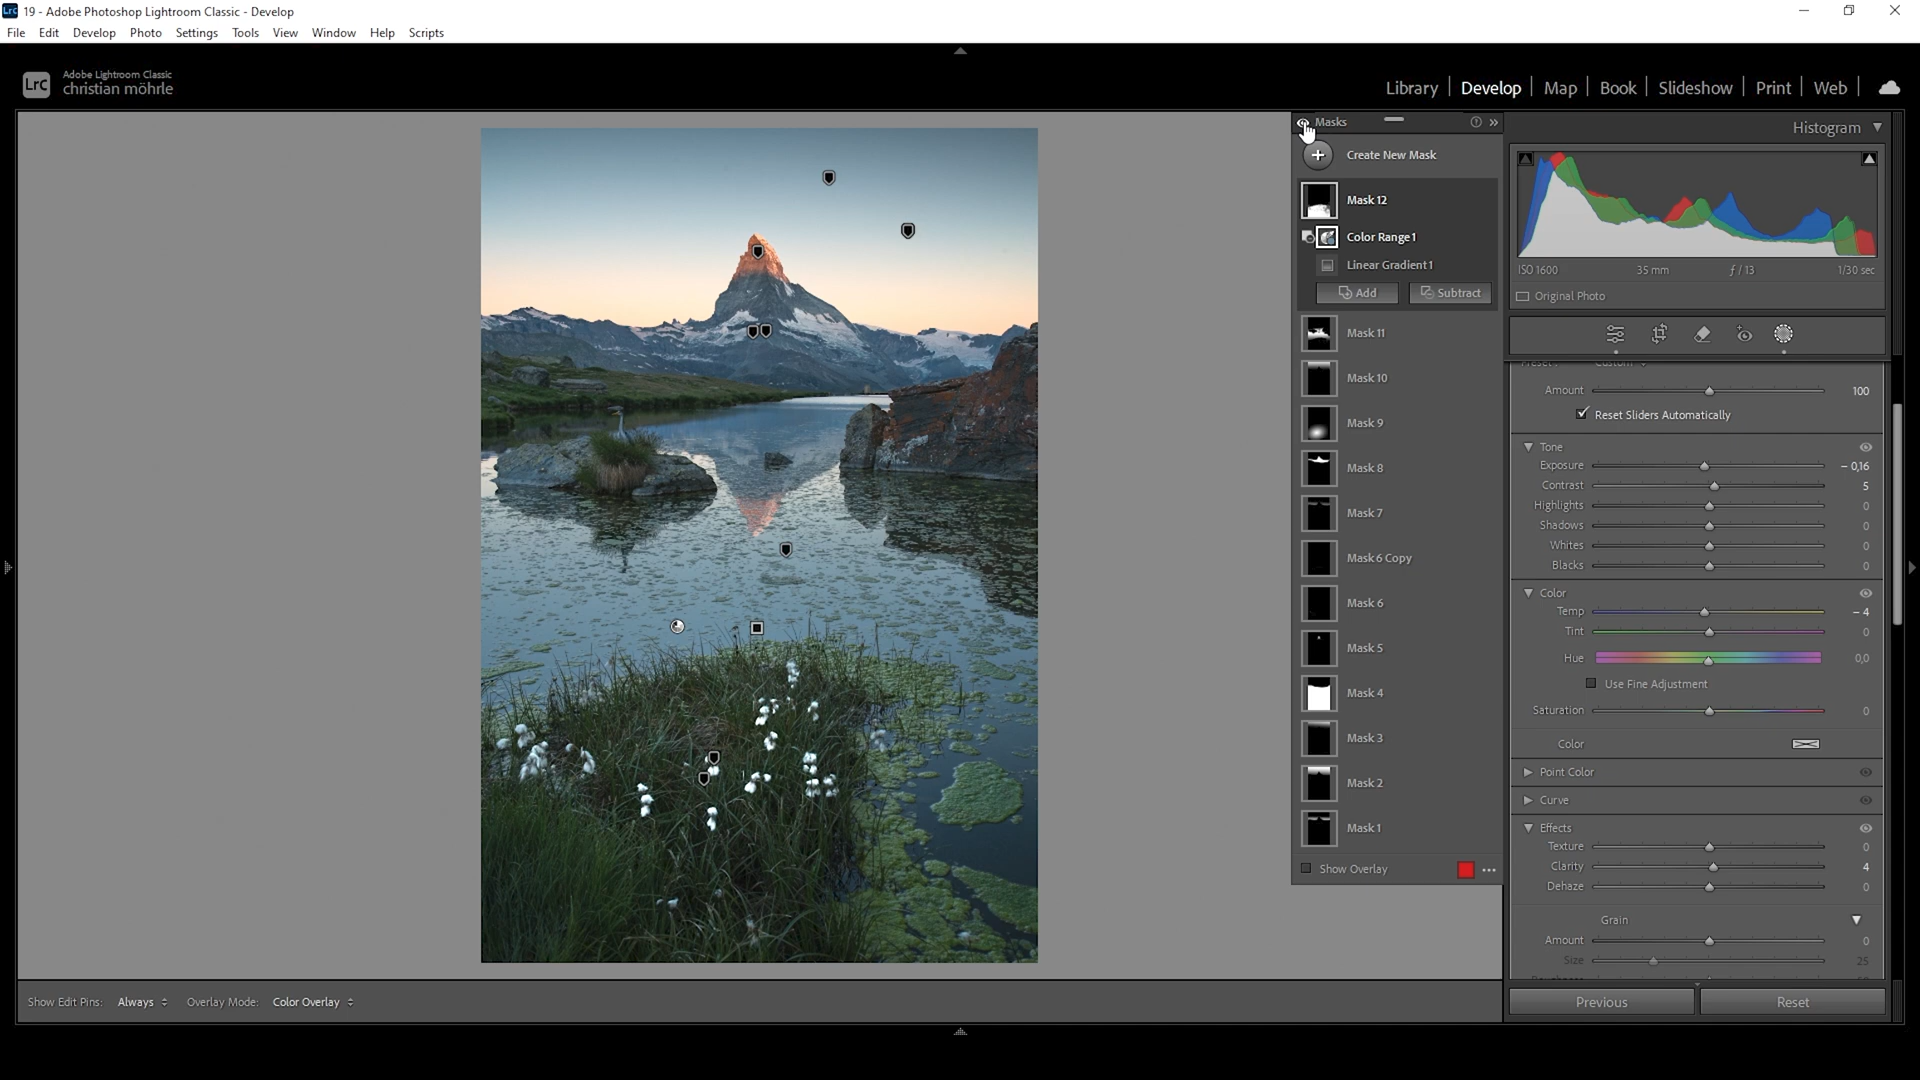 19 - Adobe Photoshop Lightroom Classic - Develop
File Edit Develop Photo Settings Tools View Window Help Scripts
LrC
Adobe Lightroom Classic
christian möhrle
Library Develop Map Book Slideshow Print Web
Masks
Create New Mask
Mask 12
Color Range 1
Linear Gradient 1
Add Subtract
Mask 11
Mask 10
Mask 9
Mask 8
Mask 7
Mask 6 Copy
Mask 6
Mask 5
Mask 4
Mask 3
Mask 2
Mask 1
Show Overlay
Histogram
ISO 1600 35 mm ƒ / 13 1/30 sec
Original Photo
Preset : Custom
Amount 100
Reset Sliders Automatically
Tone
Exposure – 0,16
Contrast 5
Highlights 0
Shadows 0
Whites 0
Blacks 0
Color
Temp – 4
Tint 0
Hue 0,0
Use Fine Adjustment
Saturation 0
Color
Point Color
Curve
Effects
Texture 0
Clarity 4
Dehaze 0
Grain
Amount 0
Size 25
Previous Reset
Show Edit Pins: Always Overlay Mode: Color Overlay